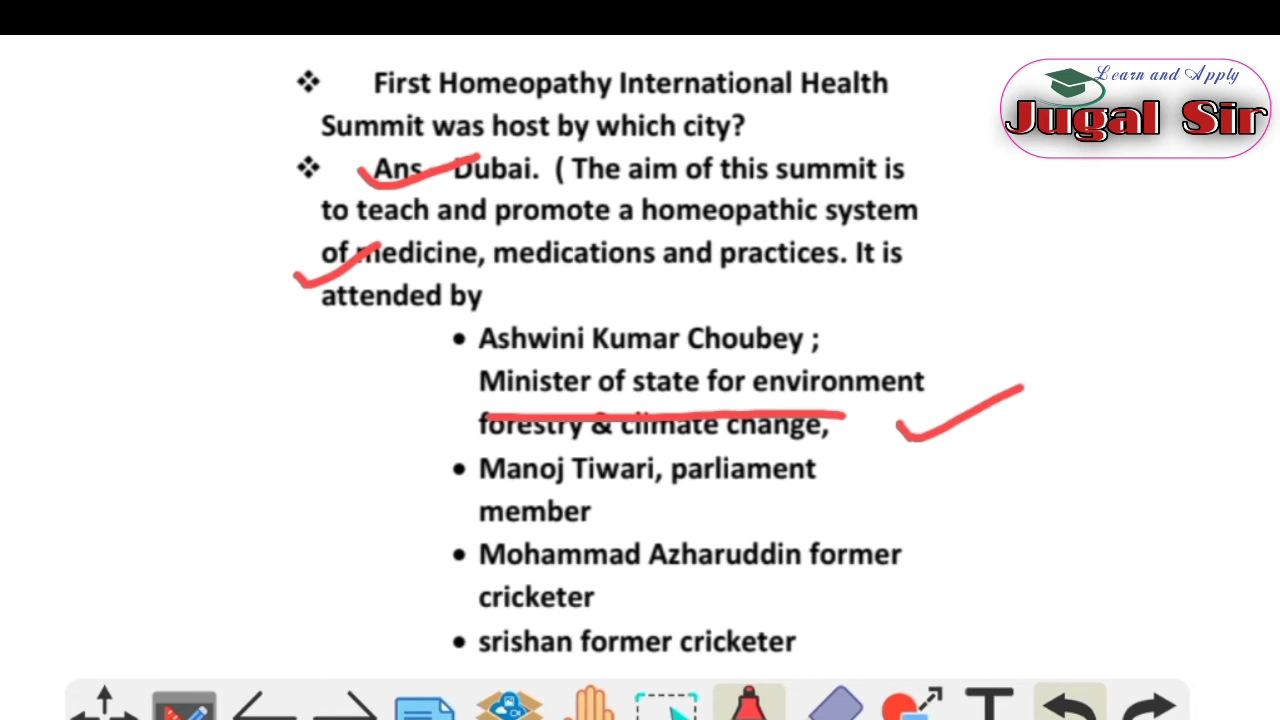 Learn and Apply
Jugal Sir
❖ First Homeopathy International Health
Summit was host by which city?
❖ Ans Dubai. ( The aim of this summit is
to teach and promote a homeopathic system
of medicine, medications and practices. It is
attended by
• Ashwini Kumar Choubey ;
Minister of state for environment
forestry & climate change,
• Manoj Tiwari, parliament
member
• Mohammad Azharuddin former
cricketer
• srishan former cricketer
T